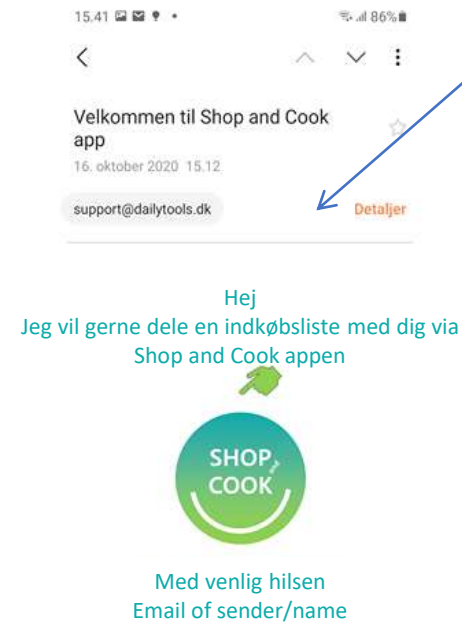 15.41 86%
Velkommen til Shop and Cook
app
16. oktober 2020 15.12
support@dailytools.dk Detaljer
Hej
Jeg vil gerne dele en indkøbsliste med dig via
Shop and Cook appen
SHOP and
COOK
Med venlig hilsen
Email of sender/name